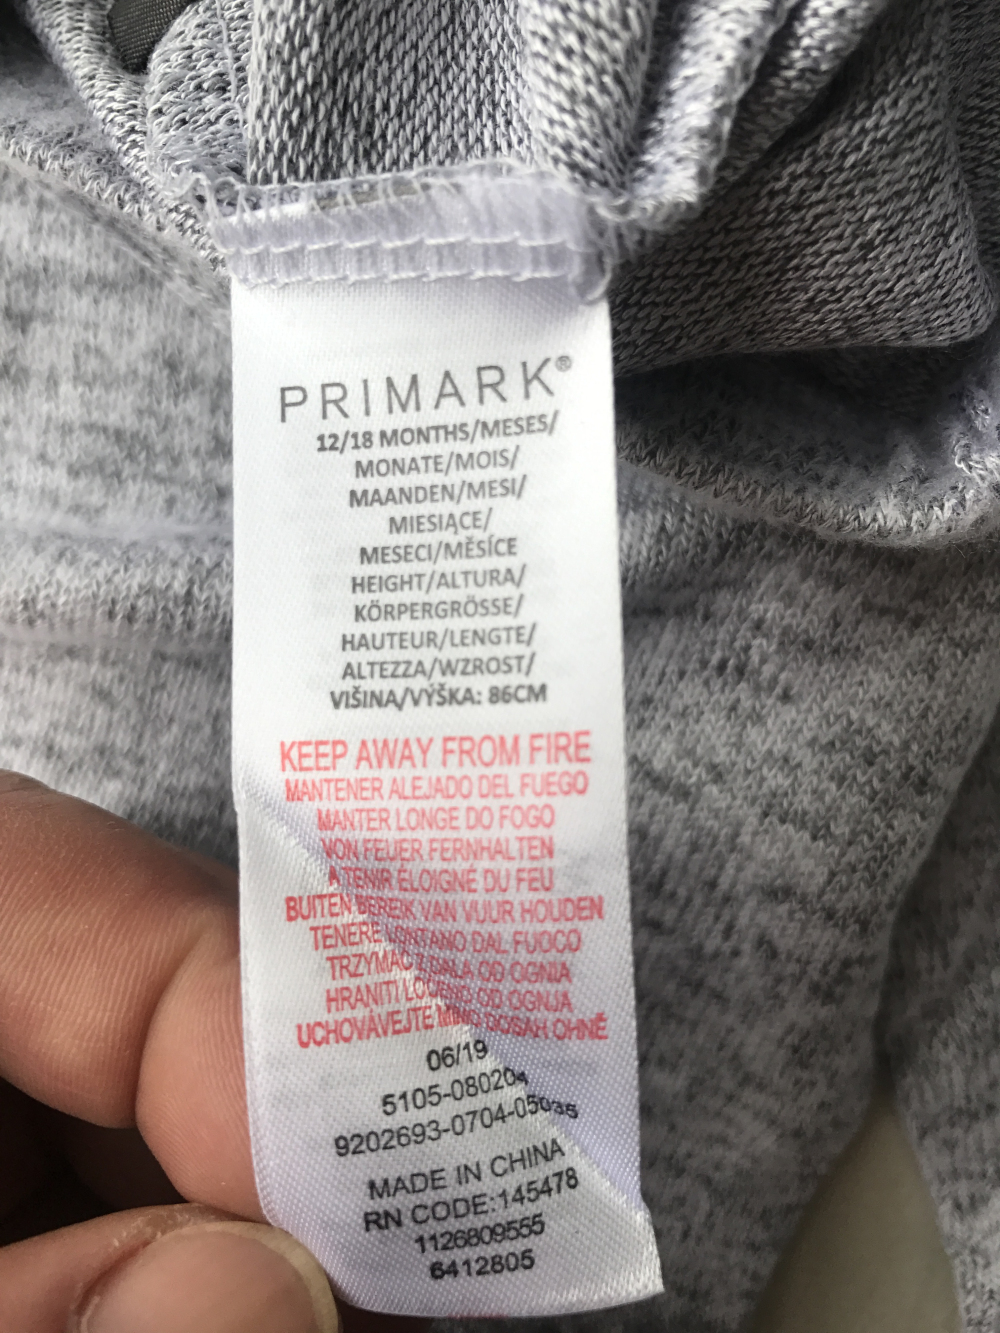 PRIMARK®
12/18 MONTHS/MESES/
MONATE/MOIS/
MAANDEN/MESI/
MIESIĄCE/
MESECI/MĚSÍCE
HEIGHT/ALTURA/
KÖRPERGRÖSSE/
HAUTEUR/LENGTE/
ALTEZZA/WZROST/
VIŠINA/VÝŠKA: 86CM
KEEP AWAY FROM FIRE
MANTENER ALEJADO DEL FUEGO
MANTER LONGE DO FOGO
VON FEUER FERNHALTEN
A TENIR ÉLOIGNÉ DU FEU
BUITEN BEREIK VAN VUUR HOUDEN
TENERE LONTANO DAL FUOCO
TRZYMAĆ Z DALA OD OGNIA
HRANITI LOČENO OD OGNJA
UCHOVÁVEJTE MIMO DOSAH OHNĚ
06/19
5105-080204
9202693-0704-05035
MADE IN CHINA
RN CODE:145478
1126809555
6412805